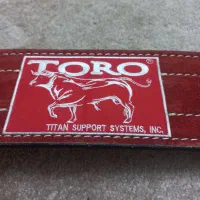 TORO®
TITAN SUPPORT SYSTEMS, INC.